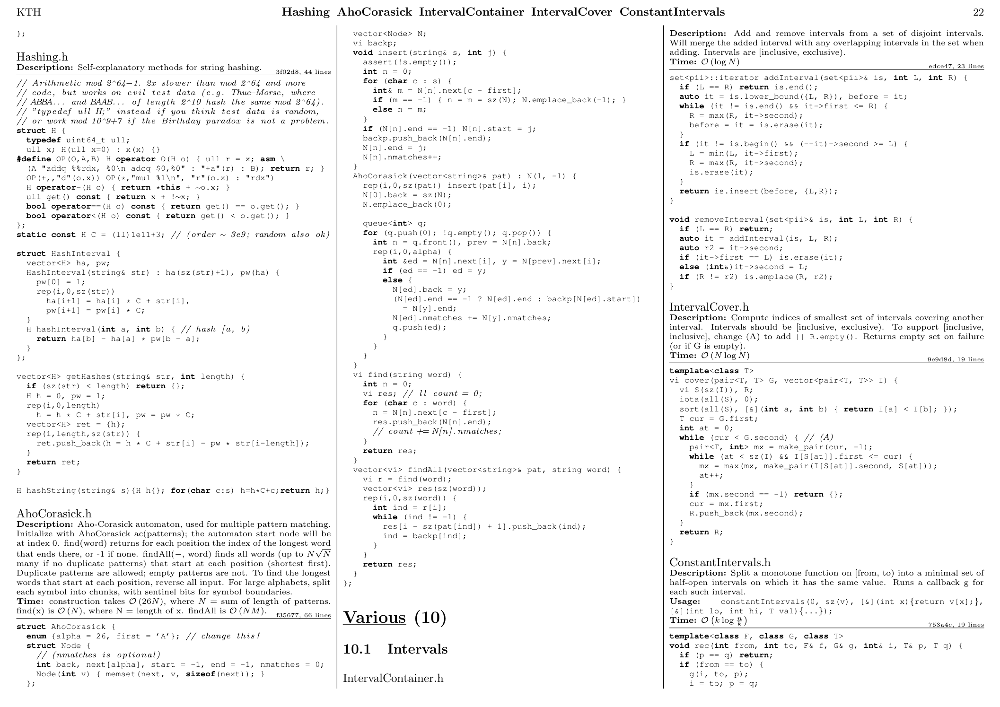 KTH
Hashing AhoCorasick IntervalContainer IntervalCover ConstantIntervals
22
};
Hashing.h
Description: Self-explanatory methods for string hashing.
3f02d8, 44 lines
// Arithmetic mod 2^64-1. 2x slower than mod 2^64 and more
// code, but works on evil test data (e.g. Thue-Morse, where
// ABBA... and BAAB... of length 2^10 hash the same mod 2^64).
// "typedef ull H;" instead if you think test data is random,
// or work mod 10^9+7 if the Birthday paradox is not a problem.
struct H {
  typedef uint64_t ull;
  ull x; H(ull x=0) : x(x) {}
#define OP(O,A,B) H operator O(H o) { ull r = x; asm \
  (A "addq %%rdx, %0\n adcq $0,%0" : "+a"(r) : B); return r; }
  OP(+,,"d"(o.x)) OP(*,"mul %1\n", "r"(o.x) : "rdx")
  H operator-(H o) { return *this + ~o.x; }
  ull get() const { return x + !~x; }
  bool operator==(H o) const { return get() == o.get(); }
  bool operator<(H o) const { return get() < o.get(); }
};
static const H C = (ll)1e11+3; // (order ~ 3e9; random also ok)
struct HashInterval {
  vector<H> ha, pw;
  HashInterval(string& str) : ha(sz(str)+1), pw(ha) {
    pw[0] = 1;
    rep(i,0,sz(str))
      ha[i+1] = ha[i] * C + str[i],
      pw[i+1] = pw[i] * C;
  }
  H hashInterval(int a, int b) { // hash [a, b)
    return ha[b] - ha[a] * pw[b - a];
  }
};
vector<H> getHashes(string& str, int length) {
  if (sz(str) < length) return {};
  H h = 0, pw = 1;
  rep(i,0,length)
    h = h * C + str[i], pw = pw * C;
  vector<H> ret = {h};
  rep(i,length,sz(str)) {
    ret.push_back(h = h * C + str[i] - pw * str[i-length]);
  }
  return ret;
}
H hashString(string& s){H h{}; for(char c:s) h=h*C+c;return h;}
AhoCorasick.h
Description: Aho-Corasick automaton, used for multiple pattern matching.
Initialize with AhoCorasick ac(patterns); the automaton start node will be
at index 0. find(word) returns for each position the index of the longest word
that ends there, or -1 if none. findAll(−, word) finds all words (up to N√N
many if no duplicate patterns) that start at each position (shortest first).
Duplicate patterns are allowed; empty patterns are not. To find the longest
words that start at each position, reverse all input. For large alphabets, split
each symbol into chunks, with sentinel bits for symbol boundaries.
Time: construction takes O(26N), where N = sum of length of patterns.
find(x) is O(N), where N = length of x. findAll is O(NM).
f35677, 66 lines
struct AhoCorasick {
  enum {alpha = 26, first = 'A'}; // change this!
  struct Node {
    // (nmatches is optional)
    int back, next[alpha], start = -1, end = -1, nmatches = 0;
    Node(int v) { memset(next, v, sizeof(next)); }
  };
  vector<Node> N;
  vi backp;
  void insert(string& s, int j) {
    assert(!s.empty());
    int n = 0;
    for (char c : s) {
      int& m = N[n].next[c - first];
      if (m == -1) { n = m = sz(N); N.emplace_back(-1); }
      else n = m;
    }
    if (N[n].end == -1) N[n].start = j;
    backp.push_back(N[n].end);
    N[n].end = j;
    N[n].nmatches++;
  }
  AhoCorasick(vector<string>& pat) : N(1, -1) {
    rep(i,0,sz(pat)) insert(pat[i], i);
    N[0].back = sz(N);
    N.emplace_back(0);
    queue<int> q;
    for (q.push(0); !q.empty(); q.pop()) {
      int n = q.front(), prev = N[n].back;
      rep(i,0,alpha) {
        int &ed = N[n].next[i], y = N[prev].next[i];
        if (ed == -1) ed = y;
        else {
          N[ed].back = y;
          (N[ed].end == -1 ? N[ed].end : backp[N[ed].start])
            = N[y].end;
          N[ed].nmatches += N[y].nmatches;
          q.push(ed);
        }
      }
    }
  }
  vi find(string word) {
    int n = 0;
    vi res; // ll count = 0;
    for (char c : word) {
      n = N[n].next[c - first];
      res.push_back(N[n].end);
      // count += N[n].nmatches;
    }
    return res;
  }
  vector<vi> findAll(vector<string>& pat, string word) {
    vi r = find(word);
    vector<vi> res(sz(word));
    rep(i,0,sz(word)) {
      int ind = r[i];
      while (ind != -1) {
        res[i - sz(pat[ind]) + 1].push_back(ind);
        ind = backp[ind];
      }
    }
    return res;
  }
};
Various (10)
10.1 Intervals
IntervalContainer.h
Description: Add and remove intervals from a set of disjoint intervals.
Will merge the added interval with any overlapping intervals in the set when
adding. Intervals are [inclusive, exclusive).
Time: O(log N)
edce47, 23 lines
set<pii>::iterator addInterval(set<pii>& is, int L, int R) {
  if (L == R) return is.end();
  auto it = is.lower_bound({L, R}), before = it;
  while (it != is.end() && it->first <= R) {
    R = max(R, it->second);
    before = it = is.erase(it);
  }
  if (it != is.begin() && (--it)->second >= L) {
    L = min(L, it->first);
    R = max(R, it->second);
    is.erase(it);
  }
  return is.insert(before, {L,R});
}
void removeInterval(set<pii>& is, int L, int R) {
  if (L == R) return;
  auto it = addInterval(is, L, R);
  auto r2 = it->second;
  if (it->first == L) is.erase(it);
  else (int&)it->second = L;
  if (R != r2) is.emplace(R, r2);
}
IntervalCover.h
Description: Compute indices of smallest set of intervals covering another
interval. Intervals should be [inclusive, exclusive). To support [inclusive,
inclusive], change (A) to add || R.empty(). Returns empty set on failure
(or if G is empty).
Time: O(N log N)
9e9d8d, 19 lines
template<class T>
vi cover(pair<T, T> G, vector<pair<T, T>> I) {
  vi S(sz(I)), R;
  iota(all(S), 0);
  sort(all(S), [&](int a, int b) { return I[a] < I[b]; });
  T cur = G.first;
  int at = 0;
  while (cur < G.second) { // (A)
    pair<T, int> mx = make_pair(cur, -1);
    while (at < sz(I) && I[S[at]].first <= cur) {
      mx = max(mx, make_pair(I[S[at]].second, S[at]));
      at++;
    }
    if (mx.second == -1) return {};
    cur = mx.first;
    R.push_back(mx.second);
  }
  return R;
}
ConstantIntervals.h
Description: Split a monotone function on [from, to) into a minimal set of
half-open intervals on which it has the same value. Runs a callback g for
each such interval.
Usage: constantIntervals(0, sz(v), [&](int x){return v[x];},
[&](int lo, int hi, T val){...});
Time: O(k log n/k)
753a4c, 19 lines
template<class F, class G, class T>
void rec(int from, int to, F& f, G& g, int& i, T& p, T q) {
  if (p == q) return;
  if (from == to) {
    g(i, to, p);
    i = to; p = q;